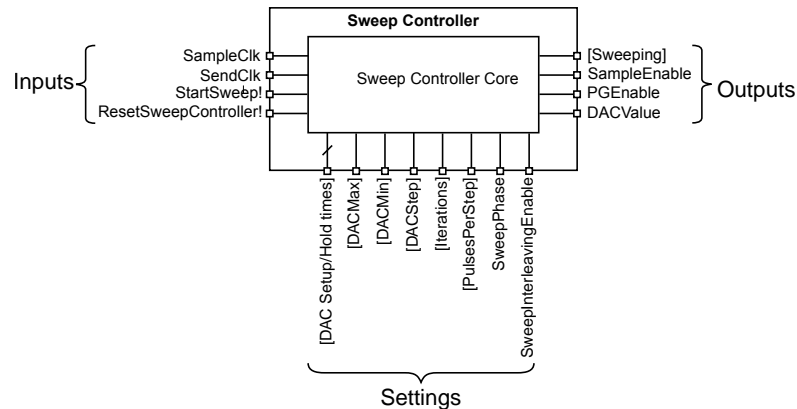 Sweep Controller
SampleClk
SendClk
StartSweep!
ResetSweepController!
Inputs
Sweep Controller Core
[Sweeping]
SampleEnable
PGEnable
DACValue
Outputs
[DAC Setup/Hold times]
[DACMax]
[DACMin]
[DACStep]
[Iterations]
[PulsesPerStep]
SweepPhase
SweepInterleavingEnable
Settings